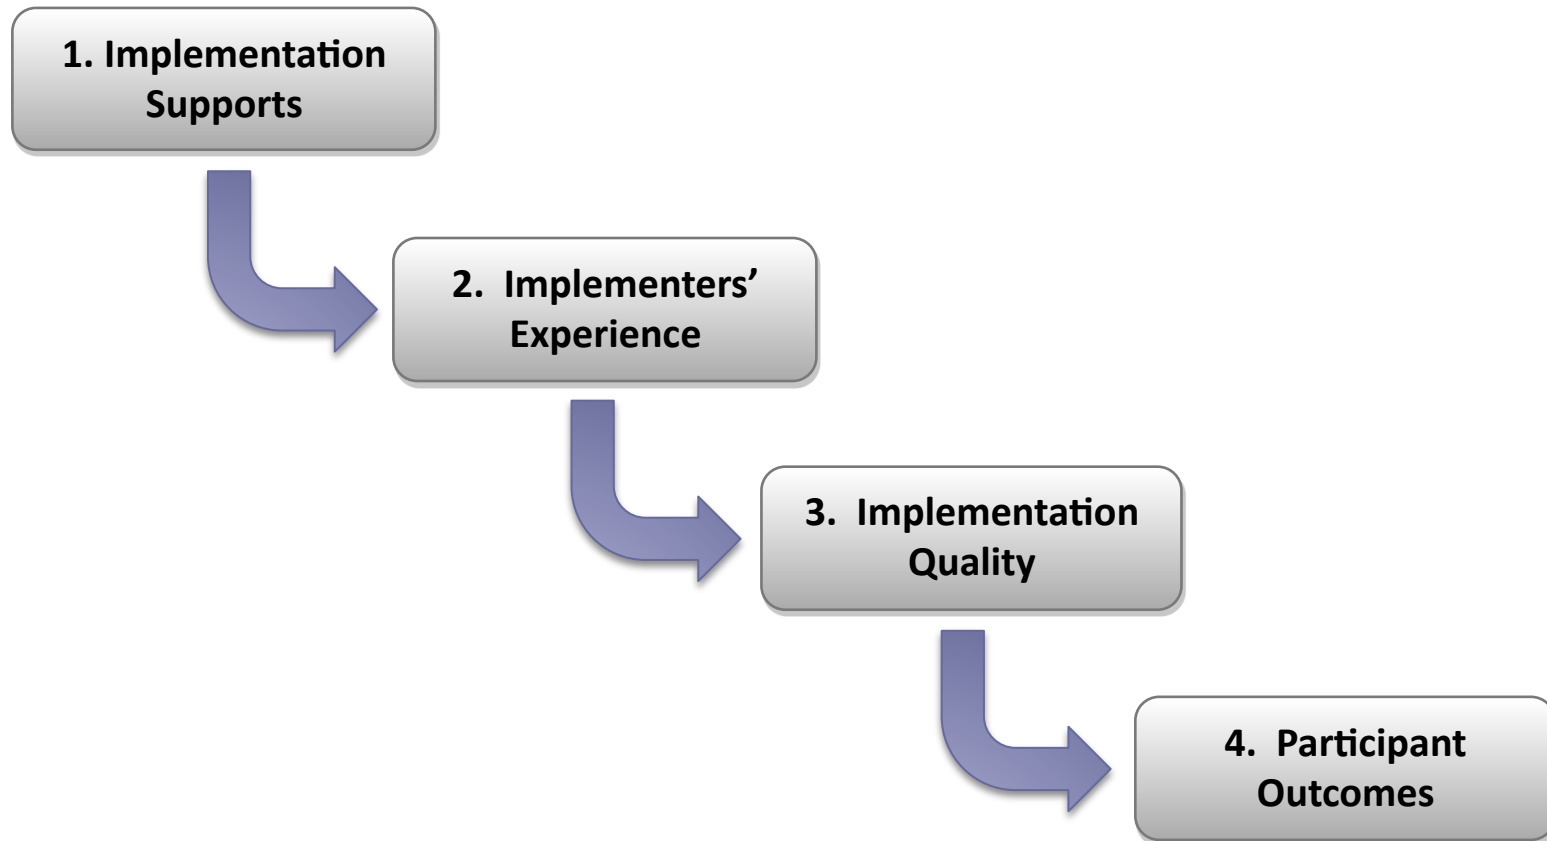 1. Implementation
Supports
2.  Implementers’
Experience
3.  Implementation
Quality
4.  Participant
Outcomes